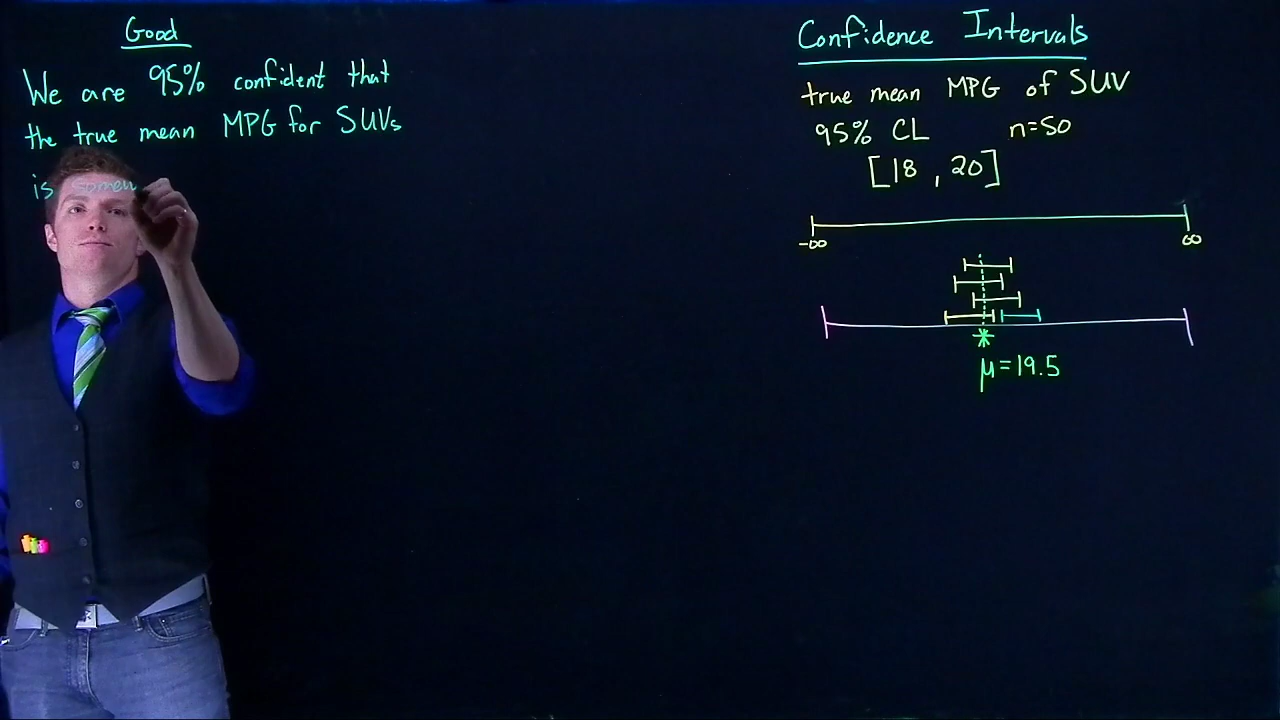 Good
We are 95% confident that
the true mean MPG for SUVs
is somew
Confidence Intervals
true mean MPG of SUV
95% CL n=50
[18 , 20]
-∞ ∞
μ=19.5